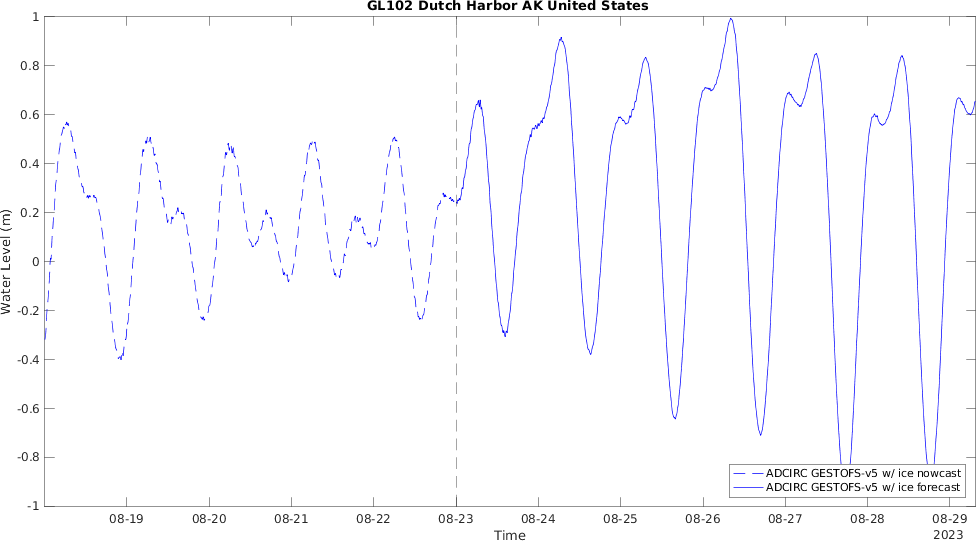 GL102 Dutch Harbor AK United States
1
0.8
0.6
0.4
0.2
0
-0.2
-0.4
-0.6
-0.8
-1
Water Level (m)
ADCIRC GESTOFS-v5 w/ ice nowcast
ADCIRC GESTOFS-v5 w/ ice forecast
08-19 08-20 08-21 08-22 08-23 08-24 08-25 08-26 08-27 08-28 08-29
Time
2023